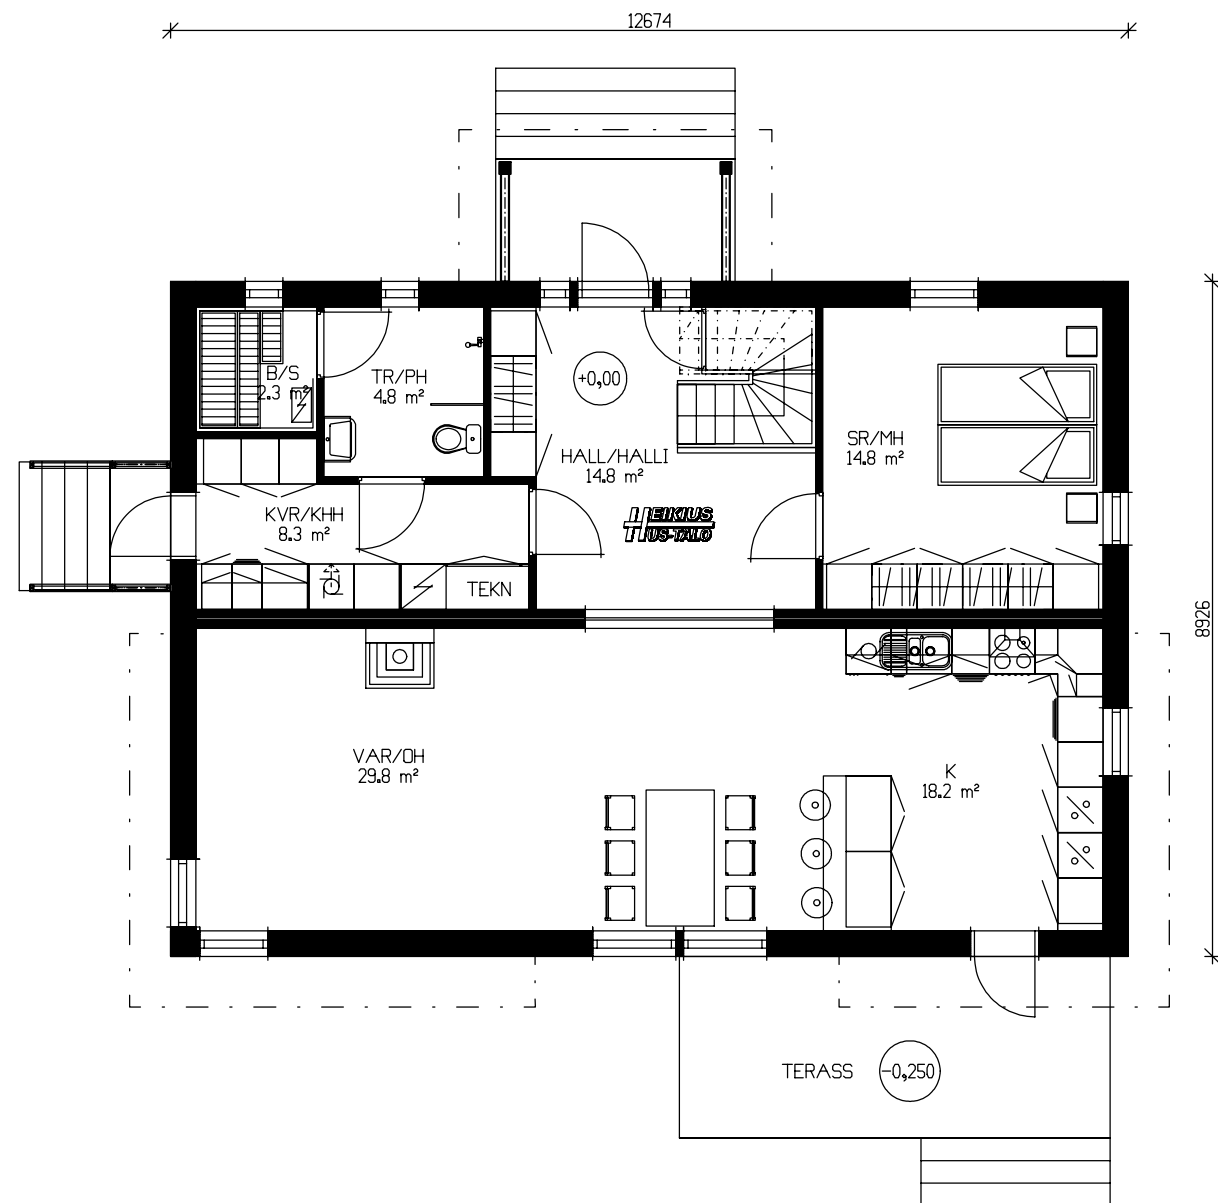 12674
B/S
2.3 m²
TR/PH
4.8 m²
+0,00
HALL/HALLI
14.8 m²
SR/MH
14.8 m²
KVR/KHH
8.3 m²
HEIKIUS
HUS-TALO
TEKN
8926
VAR/OH
29.8 m²
K
18.2 m²
TERASS
-0,250